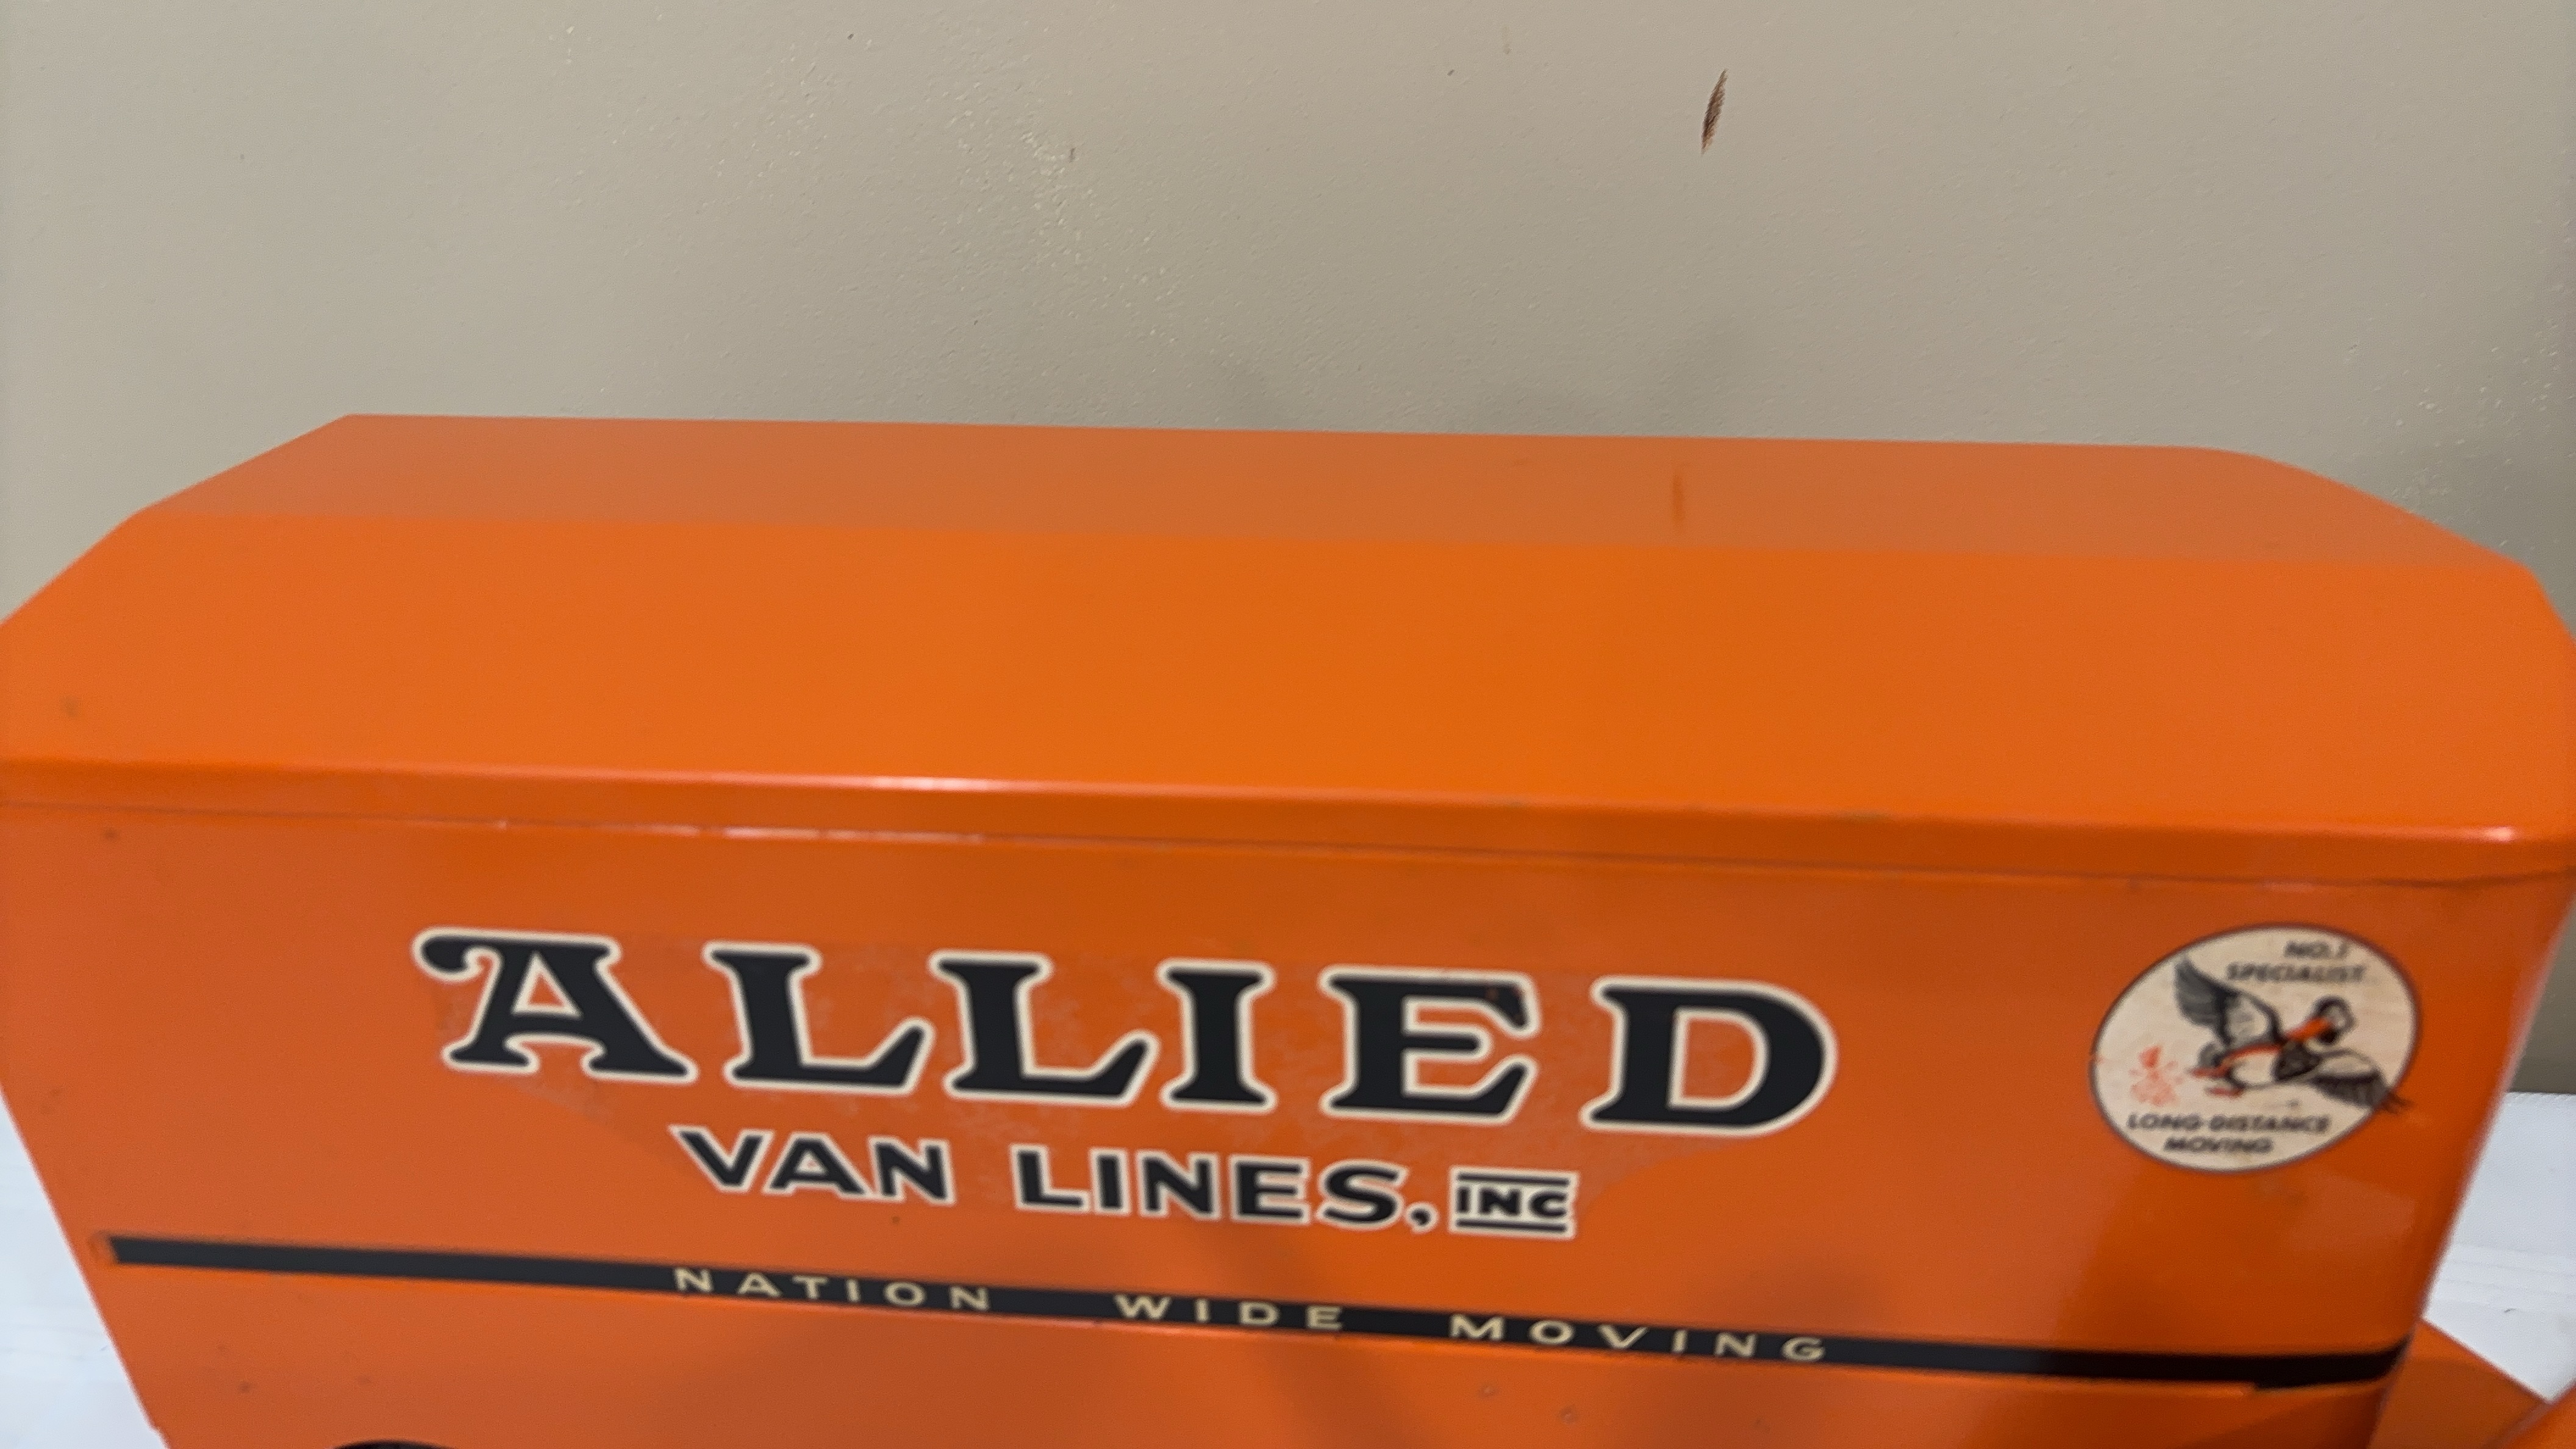 ALLIED
VAN LINES, INC
NATION WIDE MOVING
NO. 1
SPECIALIST
LONG-DISTANCE
MOVING